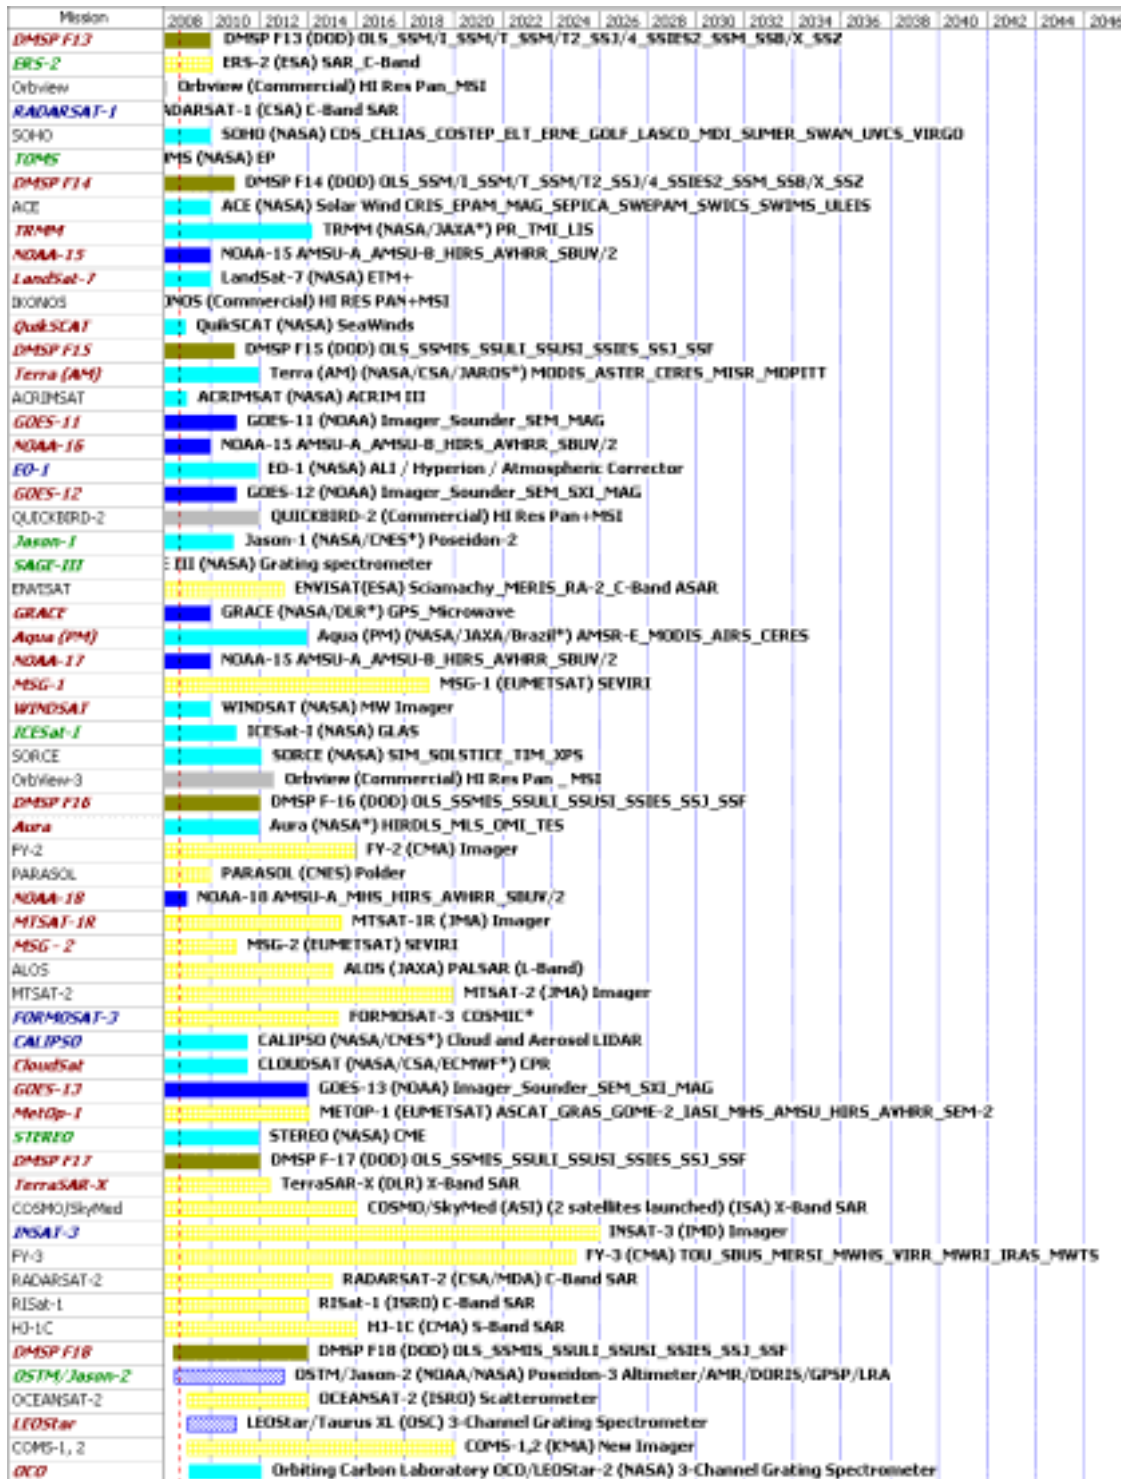 Mission 2008 2010 2012 2014 2016 2018 2020 2022 2024 2026 2028 2030 2032 2034 2036 2038 2040 2042 2044 2046
DMSP F13 DMSP F13 (DOD) OLS_SSM/I_SSM/T_SSM/T2_SSJ/4_SSIES2_SSM_SSB/X_SSZ
ERS-2 ERS-2 (ESA) SAR_C-Band
Orbview Orbview (Commercial) HI Res Pan_MSI
RADARSAT-1 ADARSAT-1 (CSA) C-Band SAR
SOHO SOHO (NASA) CDS_CELIAS_COSTEP_ELT_ERNE_GOLF_LASCO_MDI_SUMER_SWAN_UVCS_VIRGO
TOMS OMS (NASA) EP
DMSP F14 DMSP F14 (DOD) OLS_SSM/I_SSM/T_SSM/T2_SSJ/4_SSIES2_SSM_SSB/X_SSZ
ACE ACE (NASA) Solar Wind CRIS_EPAM_MAG_SEPICA_SWEPAM_SWICS_SWIMS_ULEIS
TRMM TRMM (NASA/JAXA*) PR_TMI_LIS
NOAA-15 NOAA-15 AMSU-A_AMSU-B_HIRS_AVHRR_SBUV/2
LandSat-7 LandSat-7 (NASA) ETM+
IKONOS ONOS (Commercial) HI RES PAN+MSI
QuikSCAT QuikSCAT (NASA) SeaWinds
DMSP F15 DMSP F15 (DOD) OLS_SSMIS_SSULI_SSUSI_SSIES_SSJ_SSF
Terra (AM) Terra (AM) (NASA/CSA/JAROS*) MODIS_ASTER_CERES_MISR_MOPITT
ACRIMSAT ACRIMSAT (NASA) ACRIM III
GOES-11 GOES-11 (NOAA) Imager_Sounder_SEM_MAG
NOAA-16 NOAA-15 AMSU-A_AMSU-B_HIRS_AVHRR_SBUV/2
EO-1 EO-1 (NASA) ALI / Hyperion / Atmospheric Corrector
GOES-12 GOES-12 (NOAA) Imager_Sounder_SEM_SXI_MAG
QUICKBIRD-2 QUICKBIRD-2 (Commercial) HI Res Pan+MSI
Jason-1 Jason-1 (NASA/CNES*) Poseidon-2
SAGE-III E III (NASA) Grating spectrometer
ENVISAT ENVISAT(ESA) Sciamachy_MERIS_RA-2_C-Band ASAR
GRACE GRACE (NASA/DLR*) GPS_Microwave
Aqua (PM) Aqua (PM) (NASA/JAXA/Brazil*) AMSR-E_MODIS_AIRS_CERES
NOAA-17 NOAA-15 AMSU-A_AMSU-B_HIRS_AVHRR_SBUV/2
MSG-1 MSG-1 (EUMETSAT) SEVIRI
WINDSAT WINDSAT (NASA) MW Imager
ICESat-I ICESat-I (NASA) GLAS
SORCE SORCE (NASA) SIM_SOLSTICE_TIM_XPS
OrbView-3 Orbview (Commercial) HI Res Pan _ MSI
DMSP F16 DMSP F-16 (DOD) OLS_SSMIS_SSULI_SSUSI_SSIES_SSJ_SSF
Aura Aura (NASA*) HIRDLS_MLS_OMI_TES
FY-2 FY-2 (CMA) Imager
PARASOL PARASOL (CNES) Polder
NOAA-18 NOAA-18 AMSU-A_MHS_HIRS_AVHRR_SBUV/2
MTSAT-1R MTSAT-1R (JMA) Imager
MSG - 2 MSG-2 (EUMETSAT) SEVIRI
ALOS ALOS (JAXA) PALSAR (L-Band)
MTSAT-2 MTSAT-2 (JMA) Imager
FORMOSAT-3 FORMOSAT-3 COSMIC*
CALIPSO CALIPSO (NASA/CNES*) Cloud and Aerosol LIDAR
CloudSat CLOUDSAT (NASA/CSA/ECMWF*) CPR
GOES-13 GOES-13 (NOAA) Imager_Sounder_SEM_SXI_MAG
MetOp-1 METOP-1 (EUMETSAT) ASCAT_GRAS_GOME-2_IASI_MHS_AMSU_HIRS_AVHRR_SEM-2
STEREO STEREO (NASA) CME
DMSP F17 DMSP F-17 (DOD) OLS_SSMIS_SSULI_SSUSI_SSIES_SSJ_SSF
TerraSAR-X TerraSAR-X (DLR) X-Band SAR
COSMO/SkyMed COSMO/SkyMed (ASI) (2 satellites launched) (ISA) X-Band SAR
INSAT-3 INSAT-3 (IMD) Imager
FY-3 FY-3 (CMA) TOU_SBUS_MERSI_MWHS_VIRR_MWRI_IRAS_MWTS
RADARSAT-2 RADARSAT-2 (CSA/MDA) C-Band SAR
RISat-1 RISat-1 (ISRO) C-Band SAR
HJ-1C HJ-1C (CMA) S-Band SAR
DMSP F18 DMSP F18 (DOD) OLS_SSMIS_SSULI_SSUSI_SSIES_SSJ_SSF
OSTM/Jason-2 OSTM/Jason-2 (NOAA/NASA) Poseidon-3 Altimeter/AMR/DORIS/GPSP/LRA
OCEANSAT-2 OCEANSAT-2 (ISRO) Scatterometer
LEOStar LEOStar/Taurus XL (OSC) 3-Channel Grating Spectrometer
COMS-1, 2 COMS-1,2 (KMA) New Imager
OCO Orbiting Carbon Laboratory OCO/LEOStar-2 (NASA) 3-Channel Grating Spectrometer